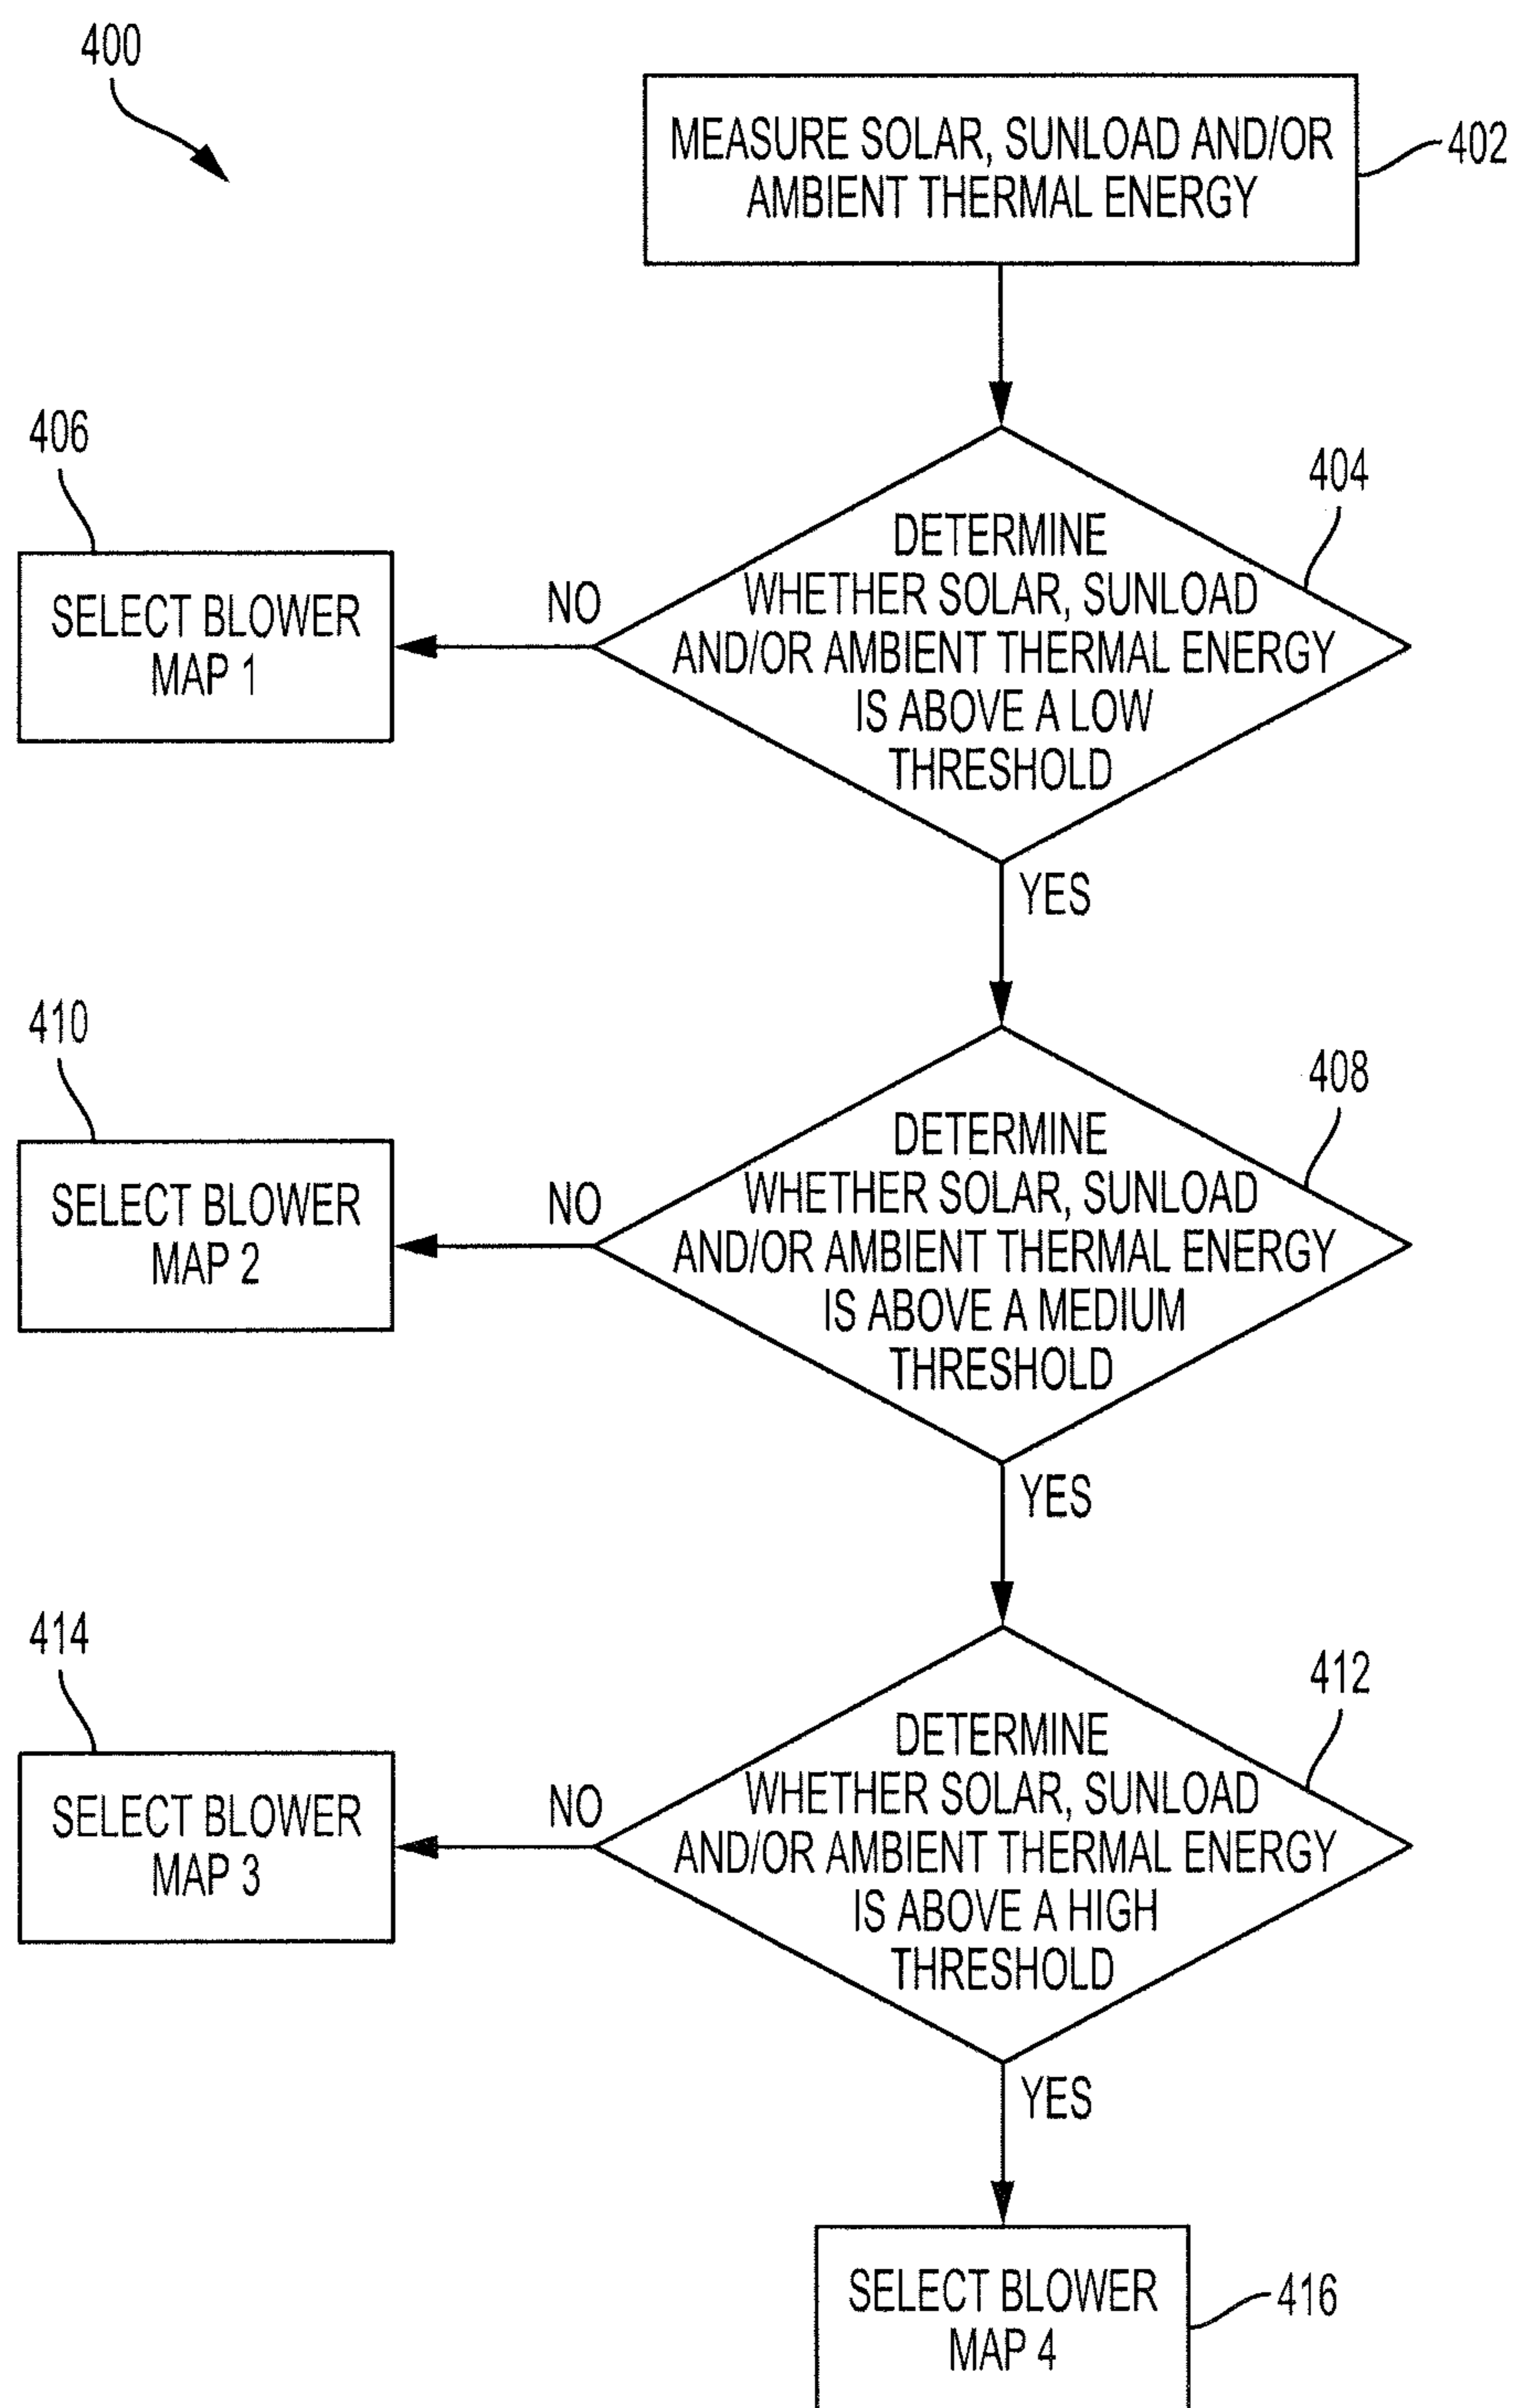 400
MEASURE SOLAR, SUNLOAD AND/OR
AMBIENT THERMAL ENERGY
402
406
404
SELECT BLOWER
MAP 1
NO
DETERMINE
WHETHER SOLAR, SUNLOAD
AND/OR AMBIENT THERMAL ENERGY
IS ABOVE A LOW
THRESHOLD
YES
410
408
SELECT BLOWER
MAP 2
NO
DETERMINE
WHETHER SOLAR, SUNLOAD
AND/OR AMBIENT THERMAL ENERGY
IS ABOVE A MEDIUM
THRESHOLD
YES
414
412
SELECT BLOWER
MAP 3
NO
DETERMINE
WHETHER SOLAR, SUNLOAD
AND/OR AMBIENT THERMAL ENERGY
IS ABOVE A HIGH
THRESHOLD
YES
SELECT BLOWER
MAP 4
416